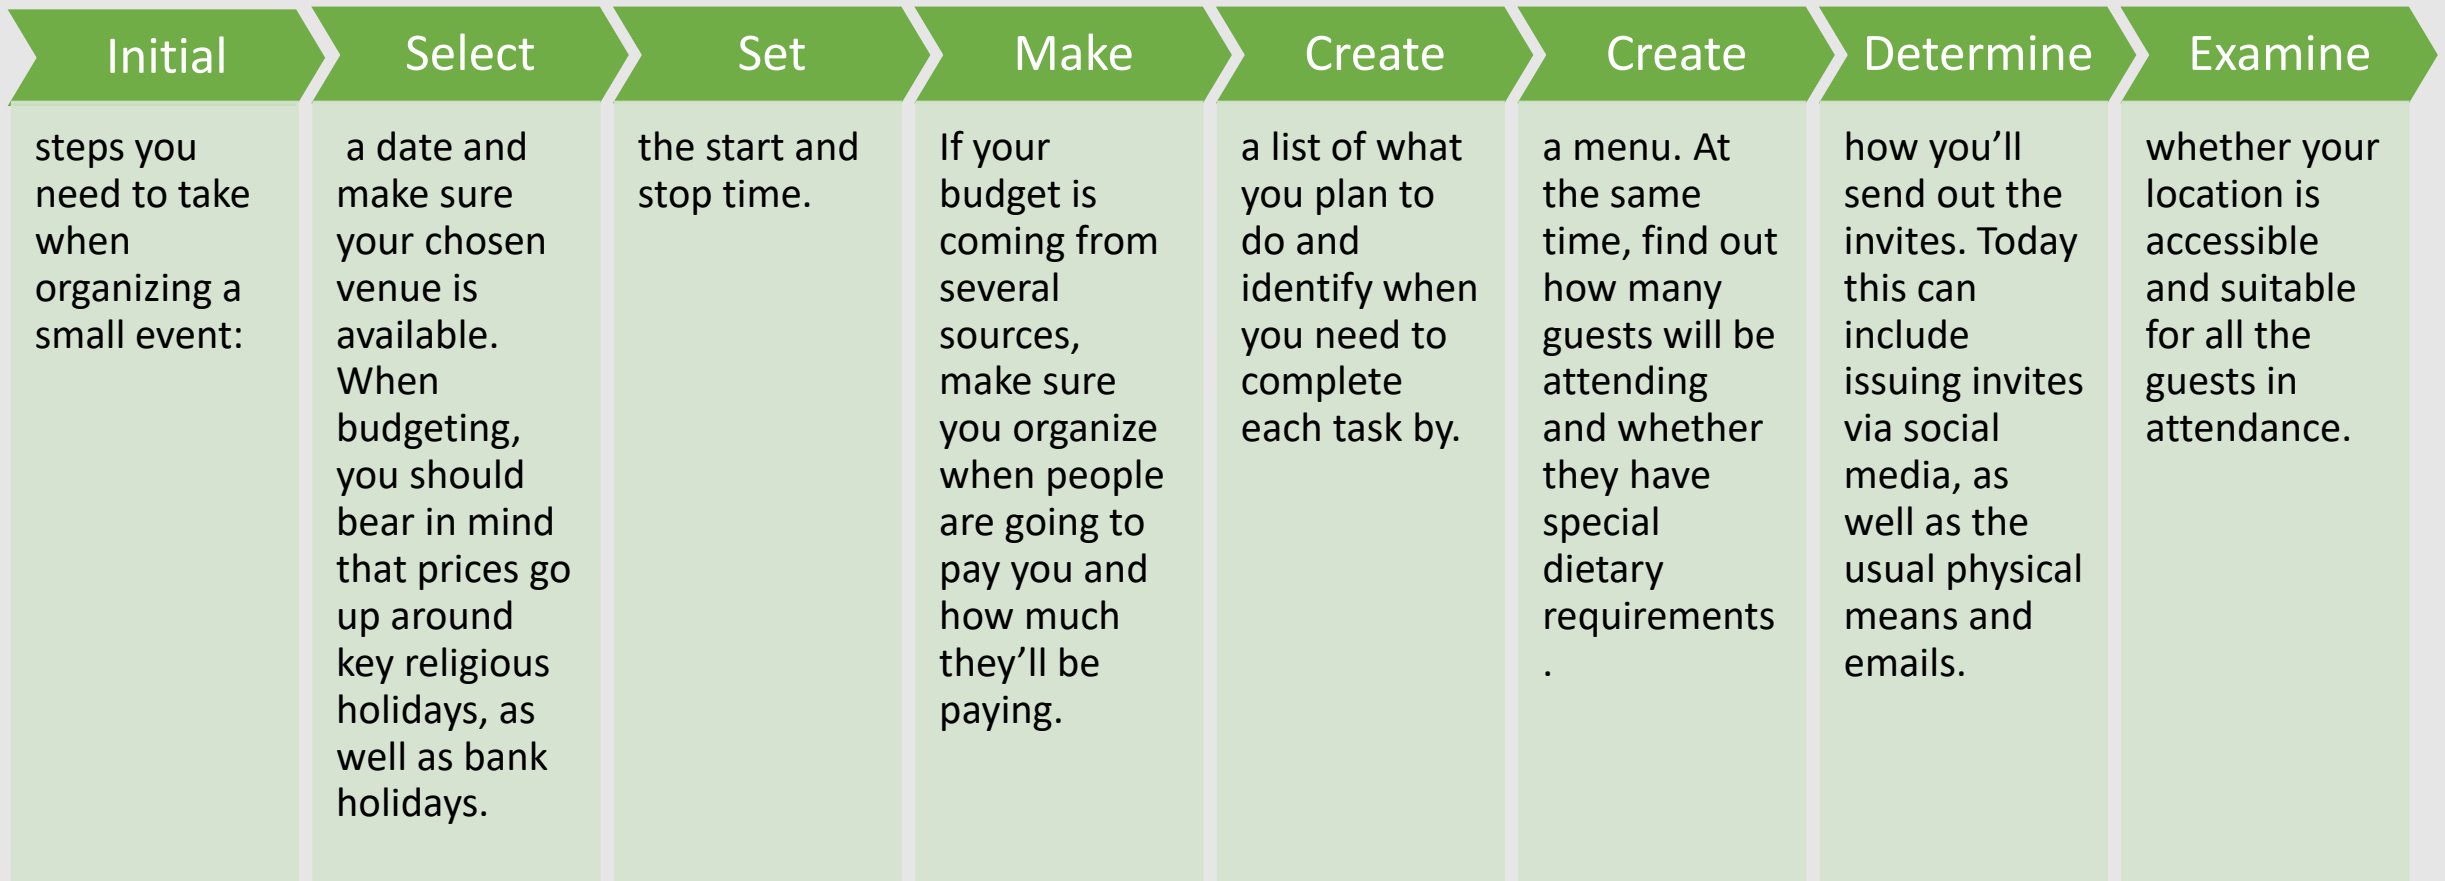 Initial
steps you
need to take
when
organizing a
small event:
Select
a date and
make sure
your chosen
venue is
available.
When
budgeting,
you should
bear in mind
that prices go
up around
key religious
holidays, as
well as bank
holidays.
Set
the start and
stop time.
Make
If your
budget is
coming from
several
sources,
make sure
you organize
when people
are going to
pay you and
how much
they’ll be
paying.
Create
a list of what
you plan to
do and
identify when
you need to
complete
each task by.
Create
a menu. At
the same
time, find out
how many
guests will be
attending
and whether
they have
special
dietary
requirements
.
Determine
how you’ll
send out the
invites. Today
this can
include
issuing invites
via social
media, as
well as the
usual physical
means and
emails.
Examine
whether your
location is
accessible
and suitable
for all the
guests in
attendance.